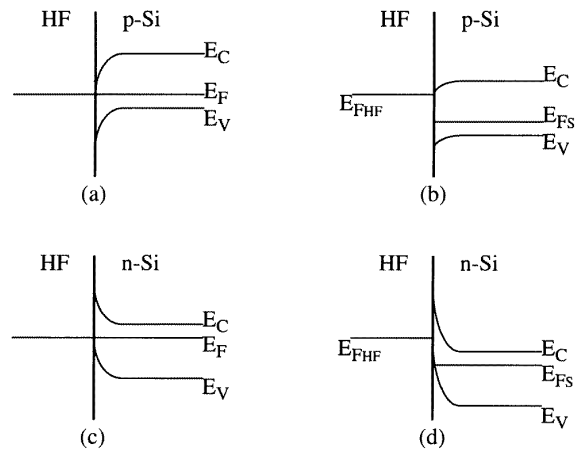 HF p-Si
E_C
E_F
E_V
(a)
HF p-Si
E_C
E_FHF
E_FS
E_V
(b)
HF n-Si
E_C
E_F
E_V
(c)
HF n-Si
E_FHF
E_C
E_FS
E_V
(d)